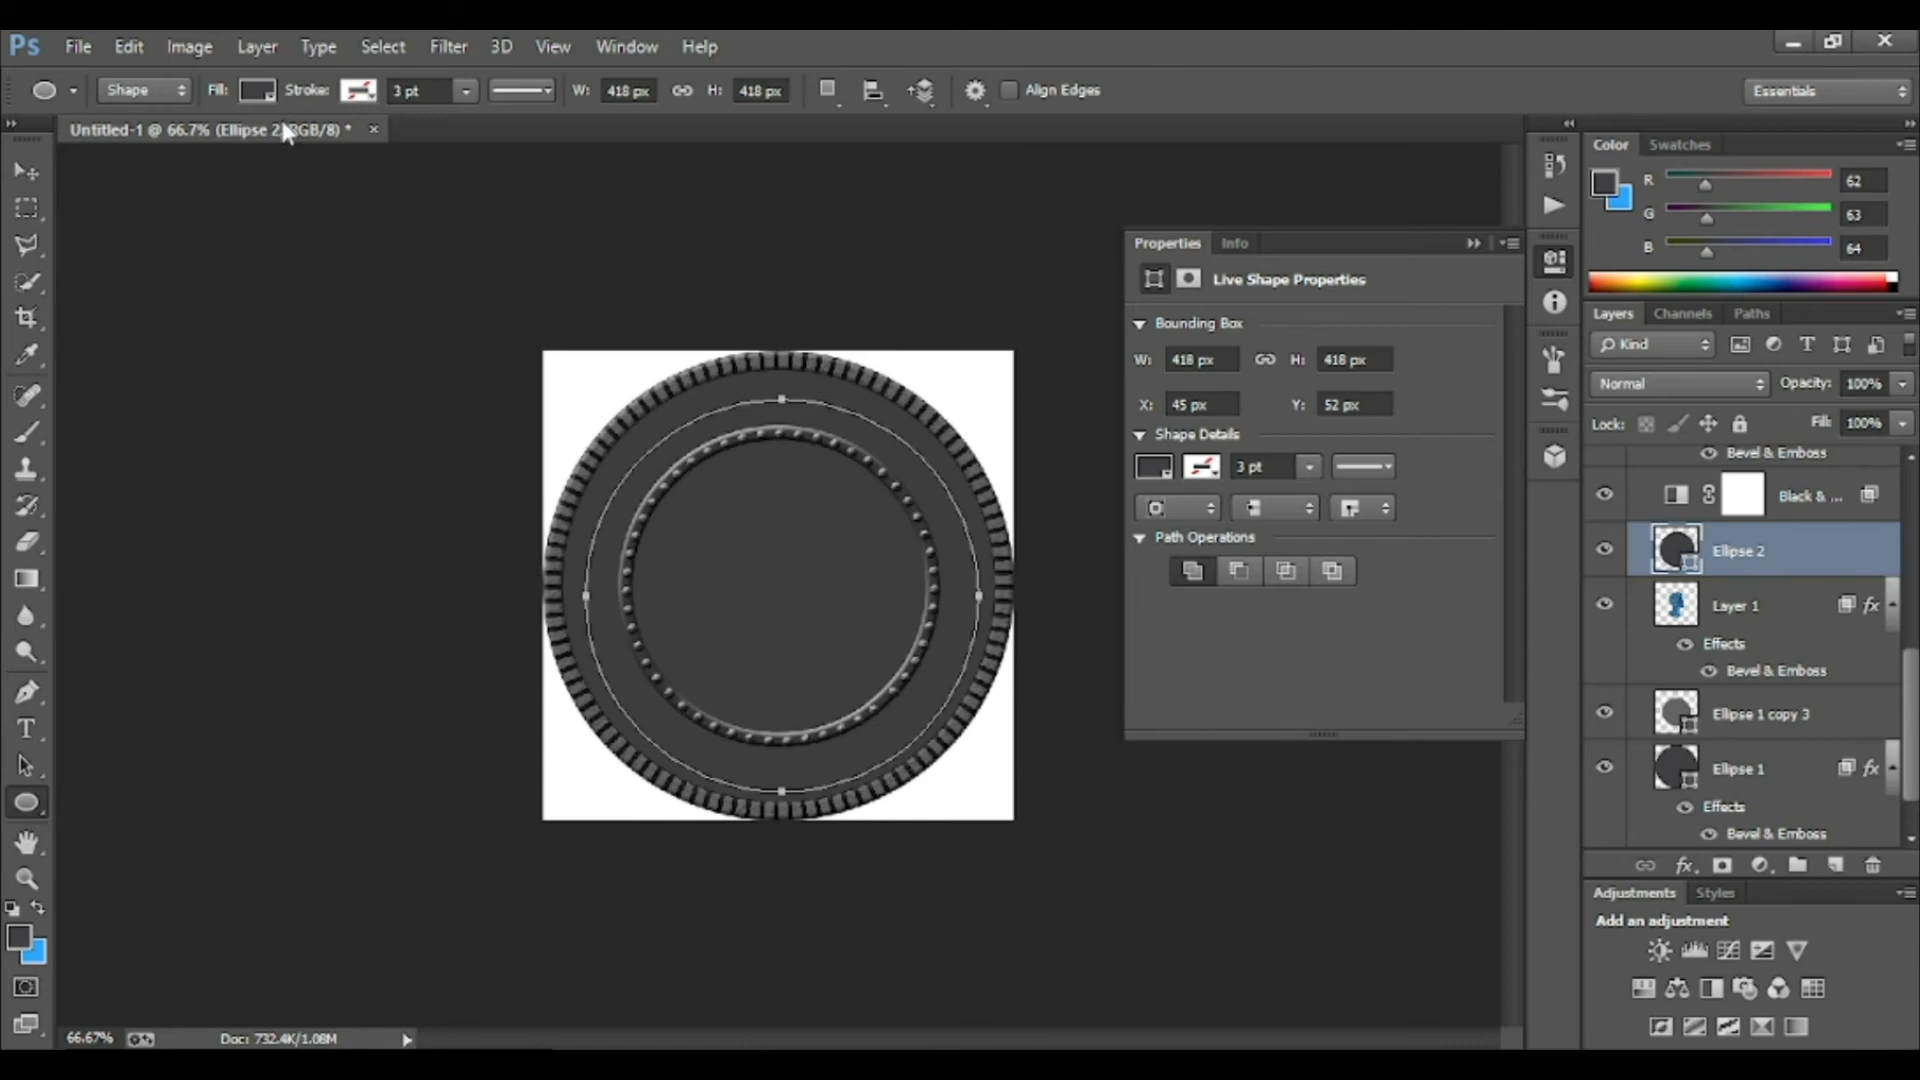 Ps File Edit Image Layer Type Select Filter 3D View Window Help
Shape Fill: Stroke: 3 pt W: 418 px H: 418 px Align Edges Essentials
Untitled-1 @ 66.7% (Ellipse 2, RGB/8) * ×
Color Swatches
R 62
G 63
B 64
Properties Info
Live Shape Properties
Bounding Box
W: 418 px H: 418 px
X: 45 px Y: 52 px
Shape Details
3 pt
Path Operations
Layers Channels Paths
Kind
Normal Opacity: 100%
Lock: Fill: 100%
Bevel & Emboss
Black & ...
Ellipse 2
Layer 1 fx
Effects
Bevel & Emboss
Ellipse 1 copy 3
Ellipse 1 fx
Effects
Bevel & Emboss
fx
Adjustments Styles
Add an adjustment
66.67% Doc: 732.4K/1.08M